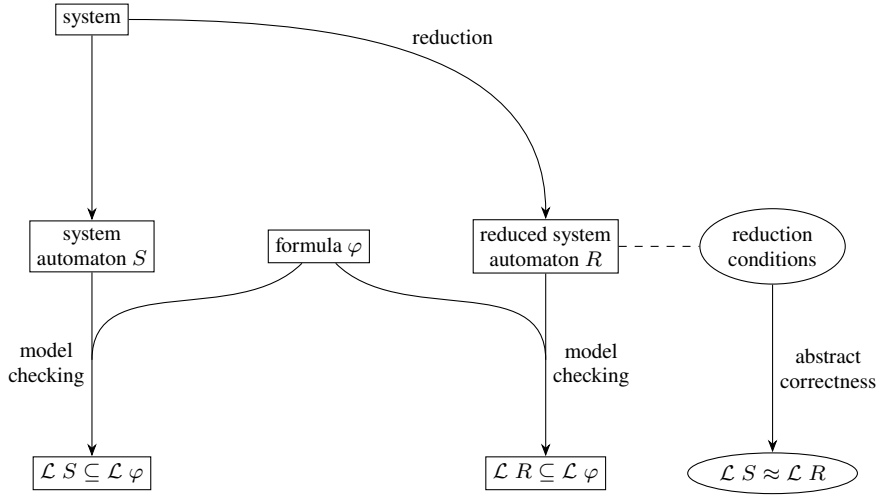 system
reduction
system
automaton S
formula φ
reduced system
automaton R
reduction
conditions
model
checking
model
checking
abstract
correctness
ℒ S ⊆ ℒ φ
ℒ R ⊆ ℒ φ
ℒ S ≈ ℒ R